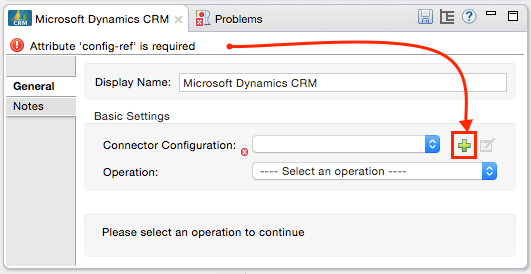 CRM Microsoft Dynamics CRM Problems
Attribute 'config-ref' is required
General
Notes
Display Name: Microsoft Dynamics CRM
Basic Settings
Connector Configuration:
Operation: ---- Select an operation ----
Please select an operation to continue